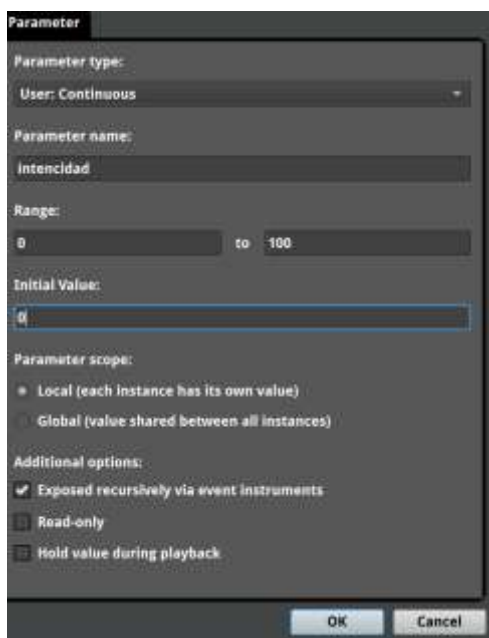 Parameter
Parameter type:
User: Continuous
Parameter name:
intencidad
Range:
0 to 100
Initial Value:
0
Parameter scope:
Local (each instance has its own value)
Global (value shared between all instances)
Additional options:
Exposed recursively via event instruments
Read-only
Hold value during playback
OK Cancel